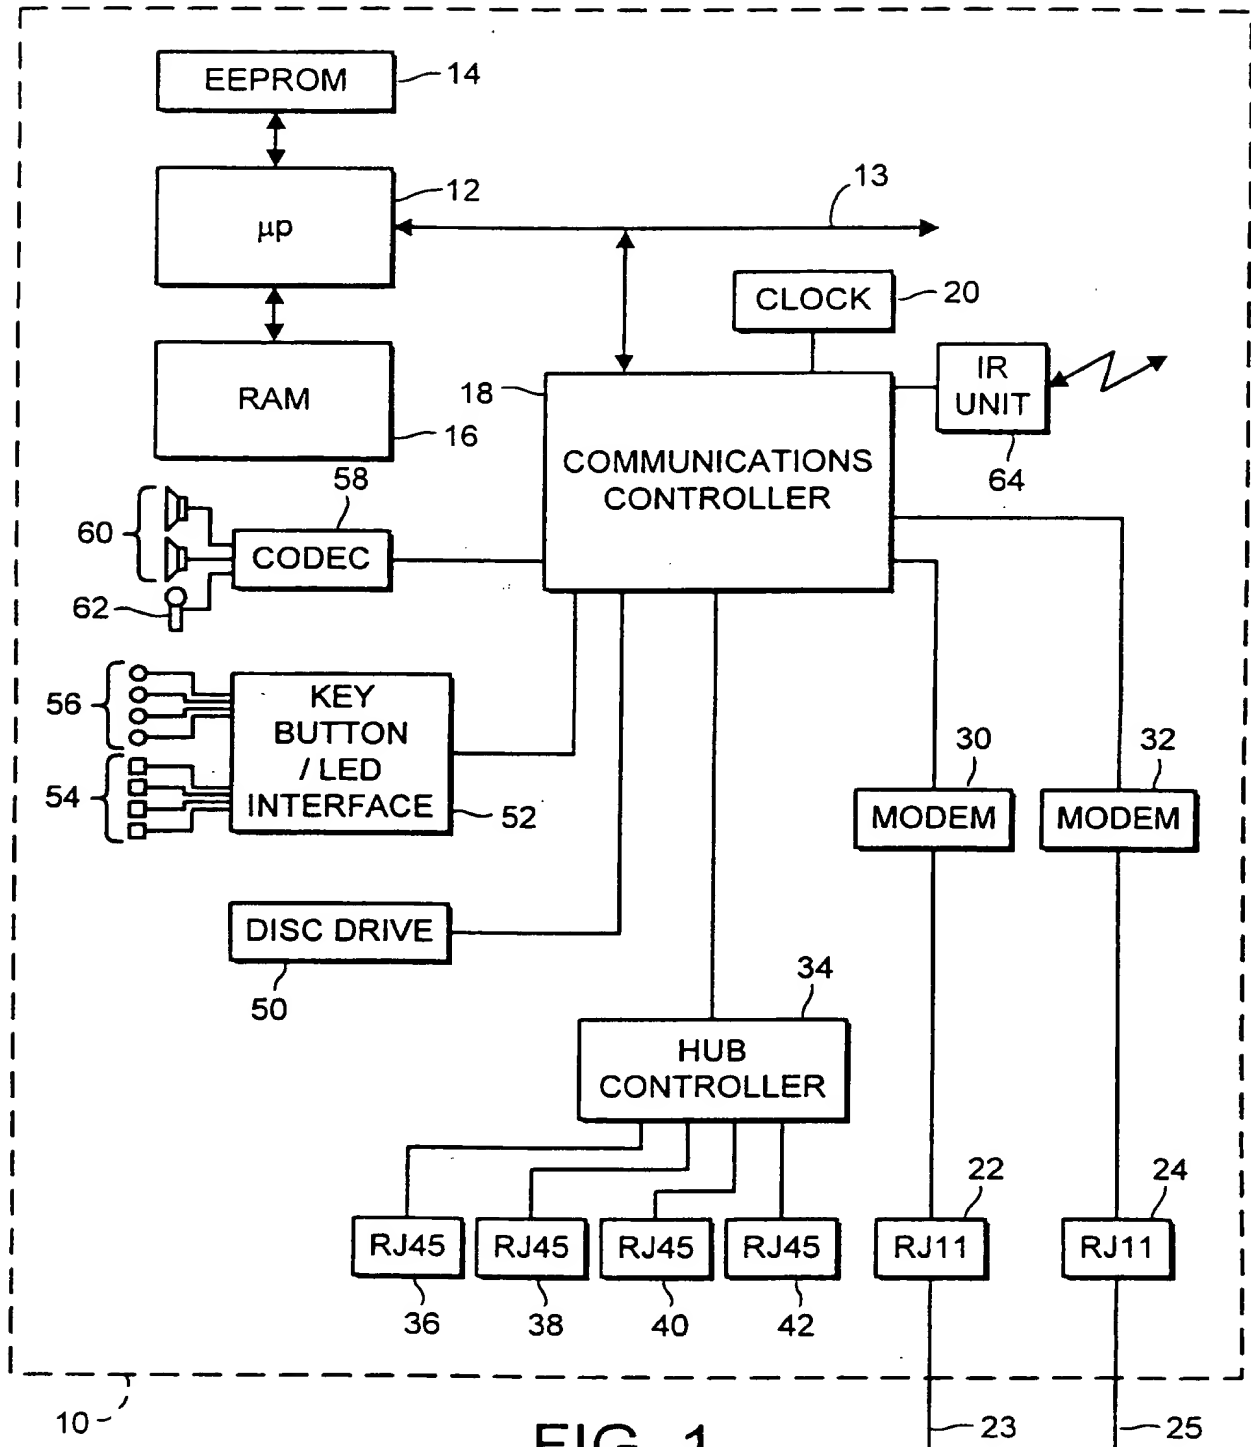 EEPROM
14
12
μp
13
CLOCK
20
RAM
16
18
IR
UNIT
64
COMMUNICATIONS
CONTROLLER
58
60
CODEC
62
56
KEY
BUTTON
/ LED
INTERFACE
54
52
30
32
MODEM
MODEM
DISC DRIVE
50
34
HUB
CONTROLLER
22
24
RJ45
RJ45
RJ45
RJ45
RJ11
RJ11
36
38
40
42
10
23
25
FIG. 1